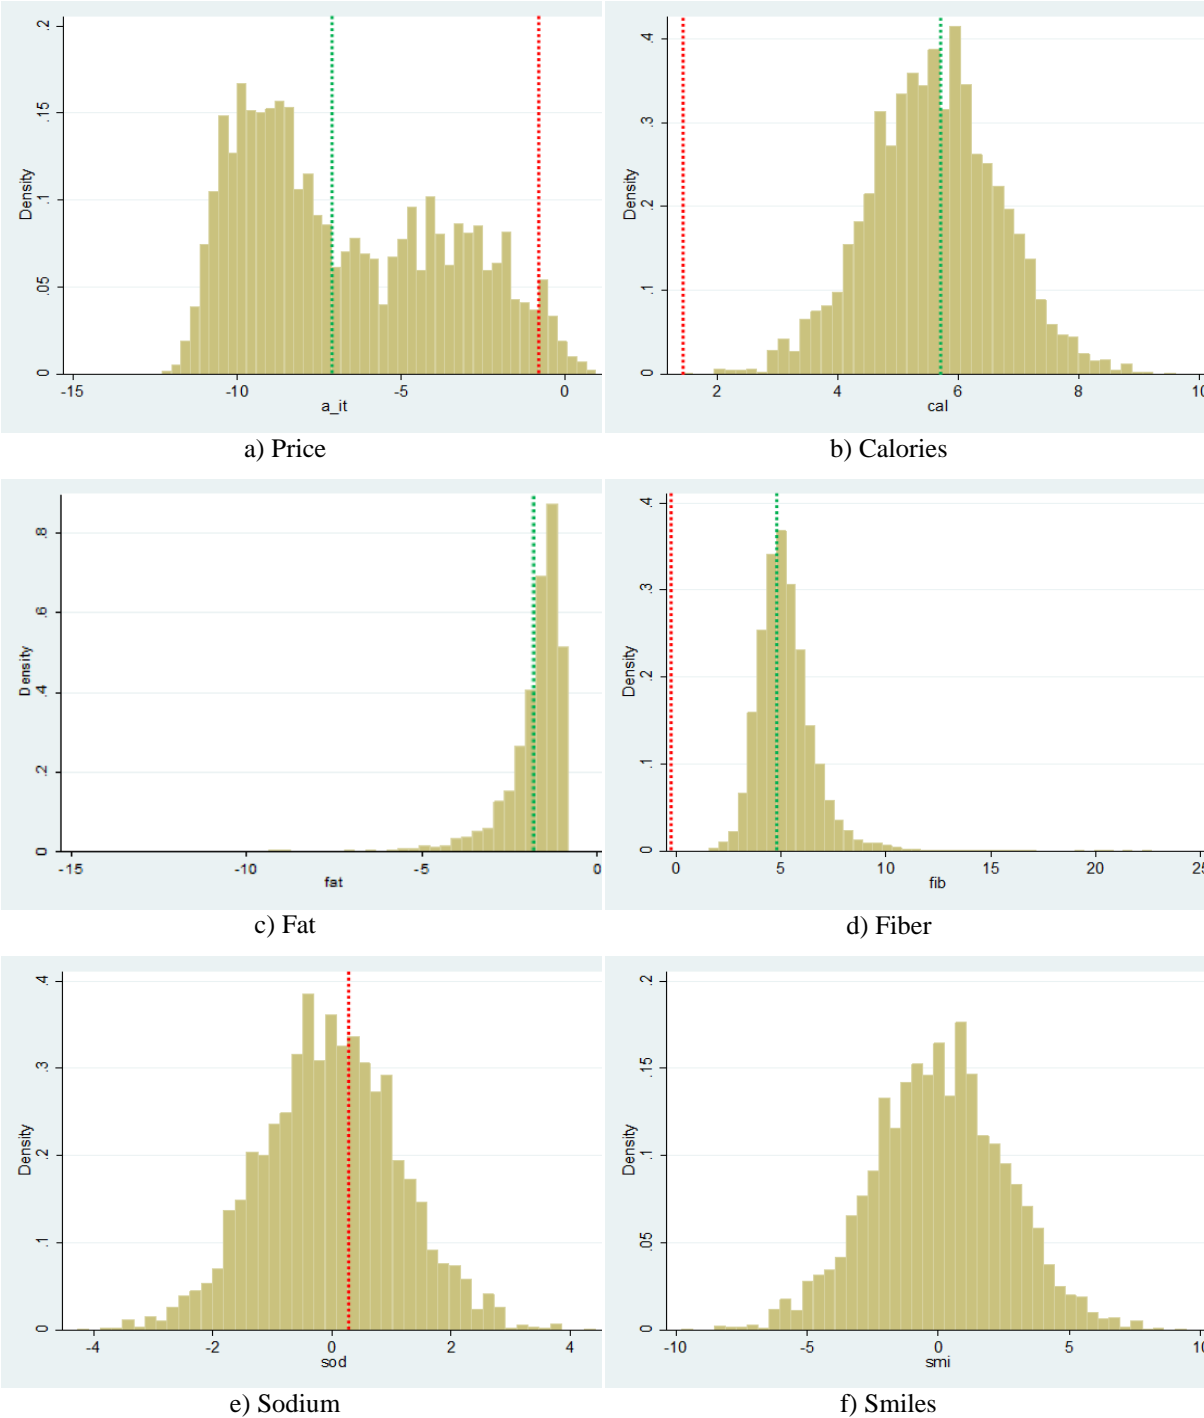 .2
.15
.1
.05
0
Density
-15 -10 -5 0
a_it
a) Price
.4
.3
.2
.1
0
Density
2 4 6 8 10
cal
b) Calories
.8
.6
.4
.2
0
Density
-15 -10 -5 0
fat
c) Fat
.4
.3
.2
.1
0
Density
0 5 10 15 20 25
fib
d) Fiber
.4
.3
.2
.1
0
Density
-4 -2 0 2 4
sod
e) Sodium
.2
.15
.1
.05
0
Density
-10 -5 0 5 10
smi
f) Smiles